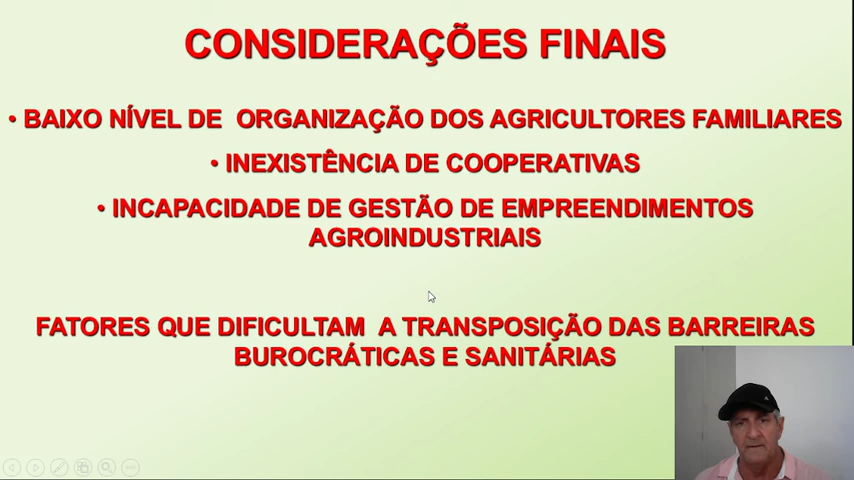 CONSIDERAÇÕES FINAIS
• BAIXO NÍVEL DE ORGANIZAÇÃO DOS AGRICULTORES FAMILIARES
• INEXISTÊNCIA DE COOPERATIVAS
• INCAPACIDADE DE GESTÃO DE EMPREENDIMENTOS
AGROINDUSTRIAIS
FATORES QUE DIFICULTAM A TRANSPOSIÇÃO DAS BARREIRAS
BUROCRÁTICAS E SANITÁRIAS